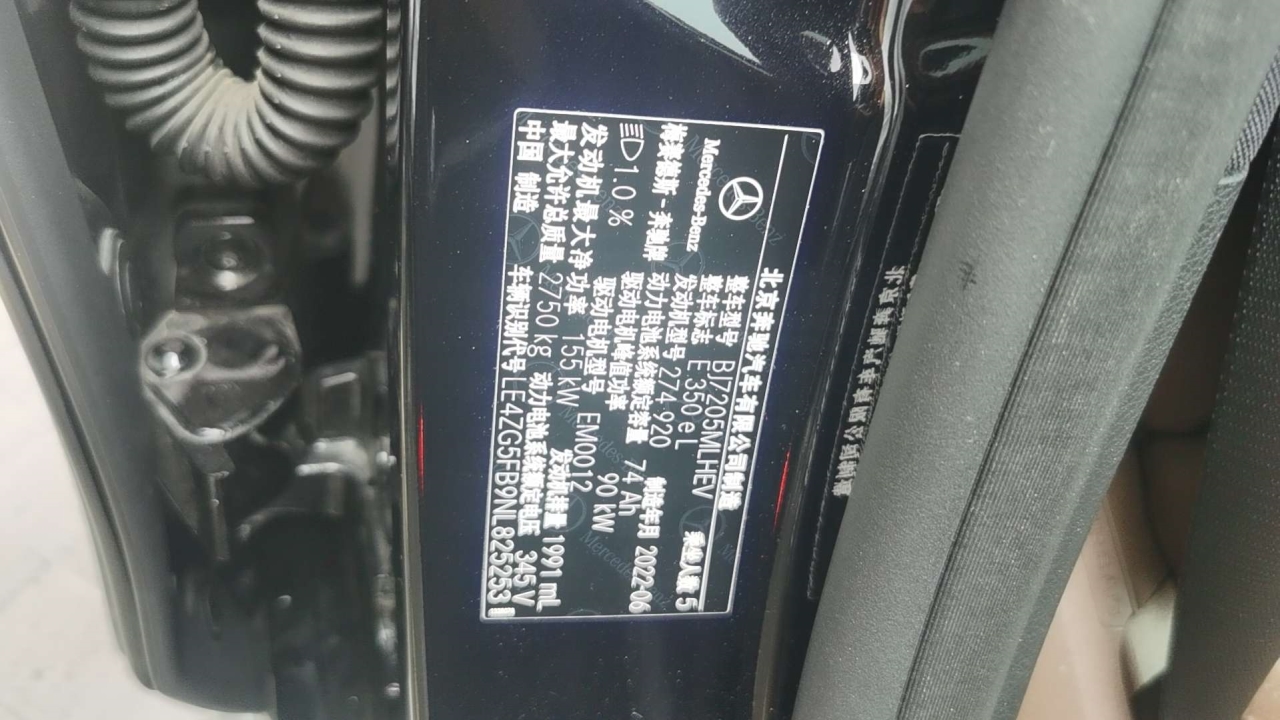 北京奔驰汽车有限公司制造
Mercedes-Benz
梅赛德斯-奔驰牌
整车型号 BJ7205MLHEV 乘坐人数 5
整车标志 E 350 e L
发动机型号 274 920 制造年月 2022-06
动力电池系统额定容量 74 Ah
1.0 % 驱动电机峰值功率 90 kW
驱动电机型号 EM0012 发动机排量 1991 mL
发动机最大净功率 155 kW 动力电池系统额定电压 345 V
最大允许总质量 2750 kg
中国 制造 车辆识别代号 LE4ZG5FB9NL825253